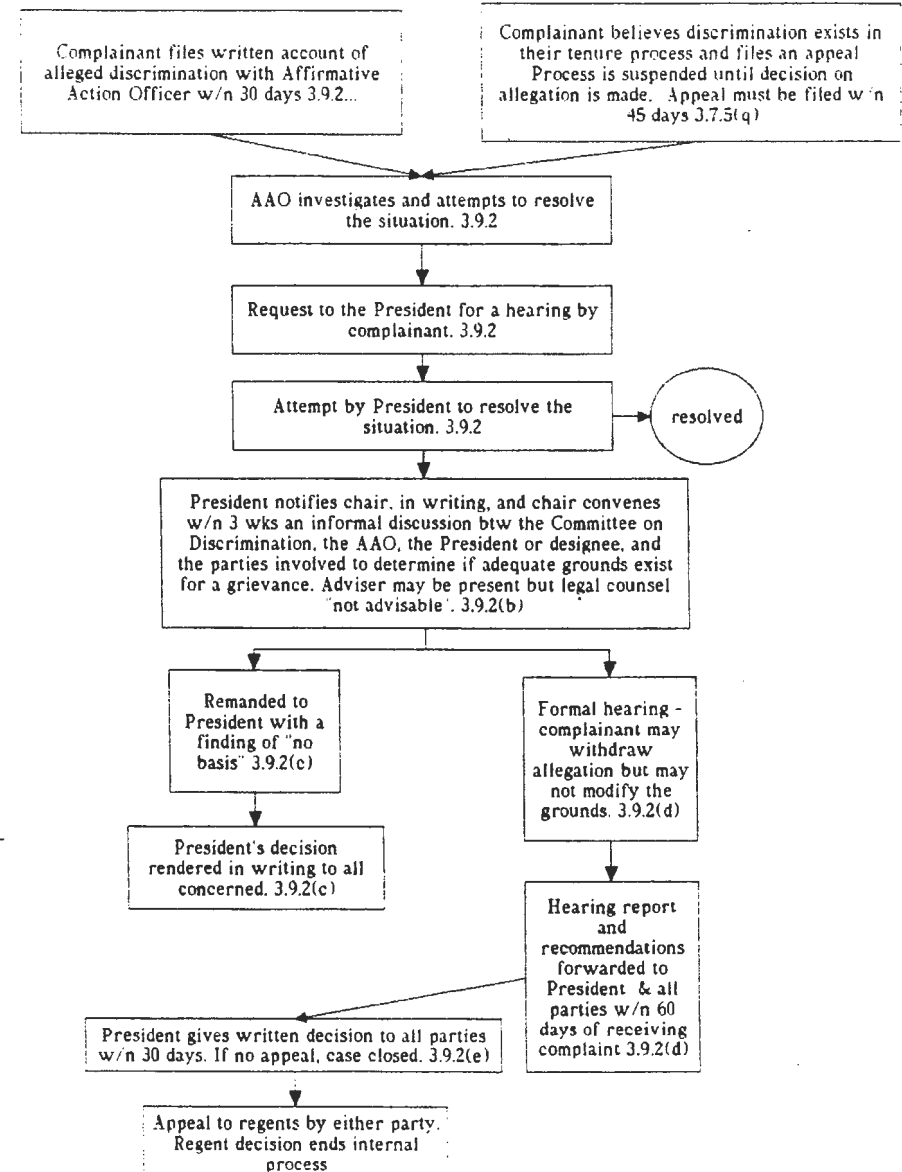 Complainant files written account of
alleged discrimination with Affirmative
Action Officer w/n 30 days 3.9.2...
Complainant believes discrimination exists in
their tenure process and files an appeal
Process is suspended until decision on
allegation is made. Appeal must be filed w/n
45 days 3.7.5(q)
AAO investigates and attempts to resolve
the situation. 3.9.2
Request to the President for a hearing by
complainant. 3.9.2
Attempt by President to resolve the
situation. 3.9.2
resolved
President notifies chair, in writing, and chair convenes
w/n 3 wks an informal discussion btw the Committee on
Discrimination, the AAO, the President or designee, and
the parties involved to determine if adequate grounds exist
for a grievance. Adviser may be present but legal counsel
"not advisable". 3.9.2(b)
Remanded to
President with a
finding of "no
basis" 3.9.2(c)
Formal hearing -
complainant may
withdraw
allegation but may
not modify the
grounds. 3.9.2(d)
President's decision
rendered in writing to all
concerned. 3.9.2(c)
Hearing report
and
recommendations
forwarded to
President & all
parties w/n 60
days of receiving
complaint 3.9.2(d)
President gives written decision to all parties
w/n 30 days. If no appeal, case closed. 3.9.2(e)
Appeal to regents by either party.
Regent decision ends internal
process